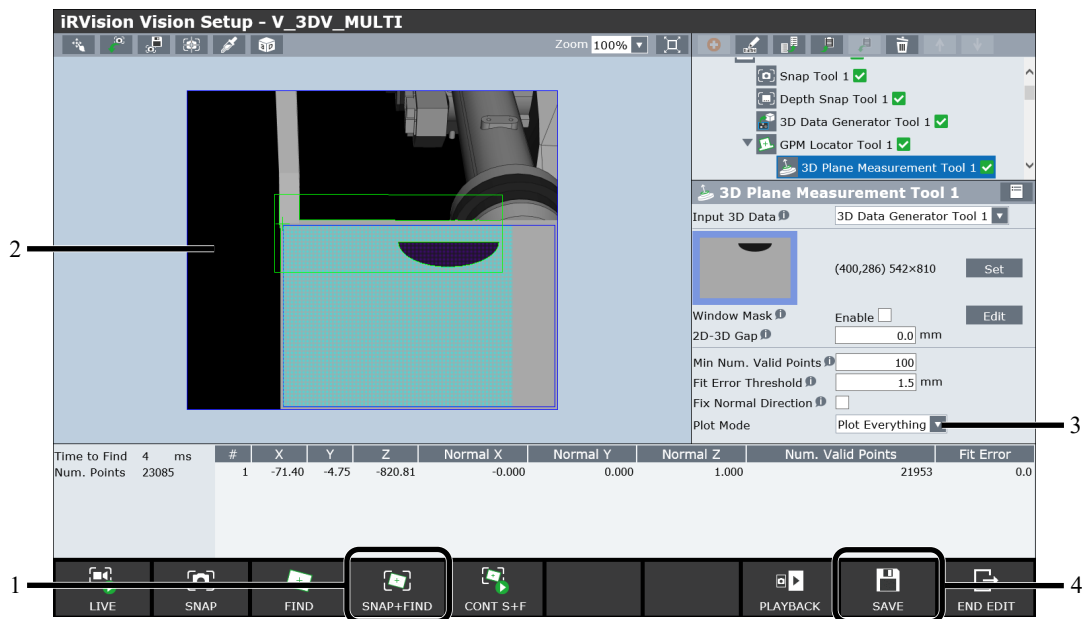 iRVision Vision Setup - V_3DV_MULTI
Zoom 100%
Snap Tool 1
Depth Snap Tool 1
3D Data Generator Tool 1
GPM Locator Tool 1
3D Plane Measurement Tool 1
3D Plane Measurement Tool 1
Input 3D Data 3D Data Generator Tool 1
(400,286) 542×810 Set
Window Mask Enable Edit
2D-3D Gap 0.0 mm
Min Num. Valid Points 100
Fit Error Threshold 1.5 mm
Fix Normal Direction
Plot Mode Plot Everything
2
3
Time to Find 4 ms # X Y Z Normal X Normal Y Normal Z Num. Valid Points Fit Error
Num. Points 23085 1 -71.40 -4.75 -820.81 -0.000 0.000 1.000 21953 0.0
1
4
LIVE SNAP FIND SNAP+FIND CONT S+F PLAYBACK SAVE END EDIT